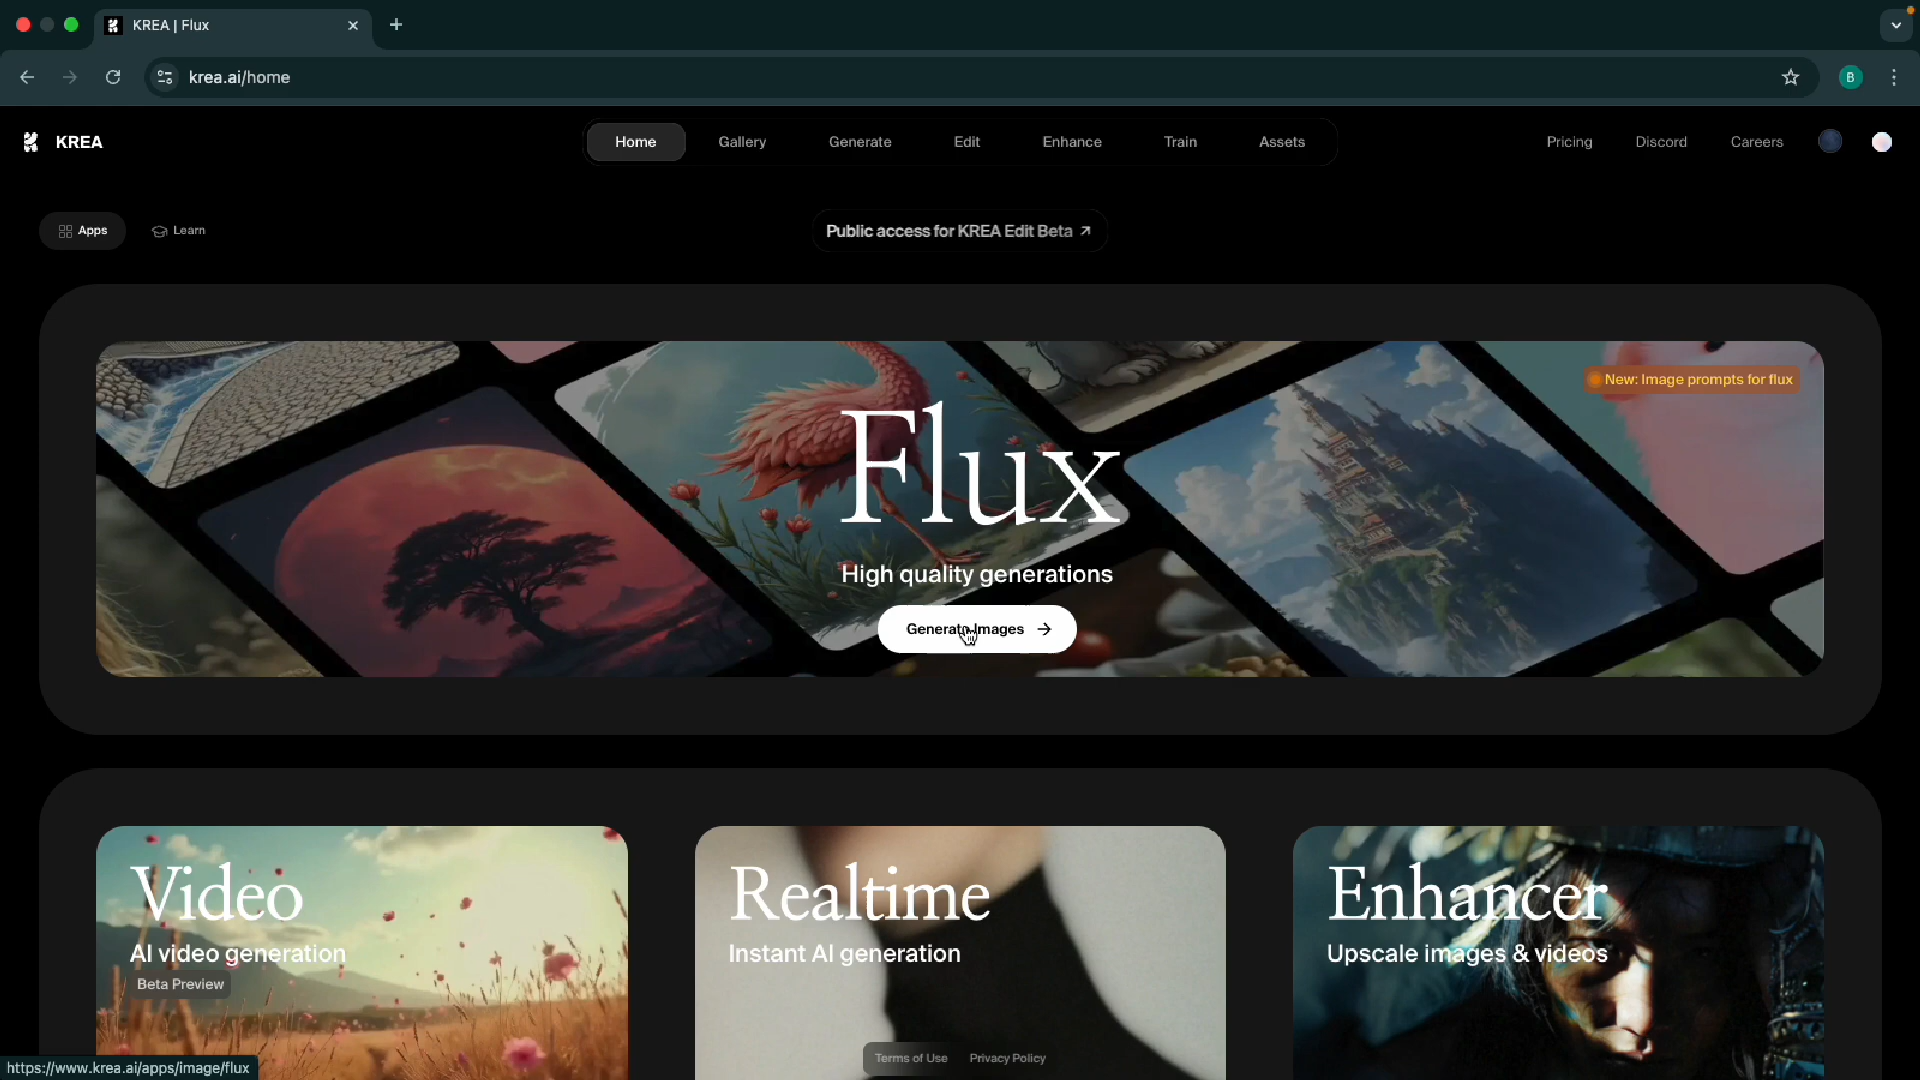 KREA | Flux
krea.ai/home
B
KREA
Home
Gallery
Generate
Edit
Enhance
Train
Assets
Pricing
Discord
Careers
Apps
Learn
Public access for KREA Edit Beta
New: Image prompts for flux
Flux
High quality generations
Generate Images
Video
AI video generation
Beta Preview
Realtime
Instant AI generation
Enhancer
Upscale images & videos
Terms of Use
Privacy Policy
https://www.krea.ai/apps/image/flux